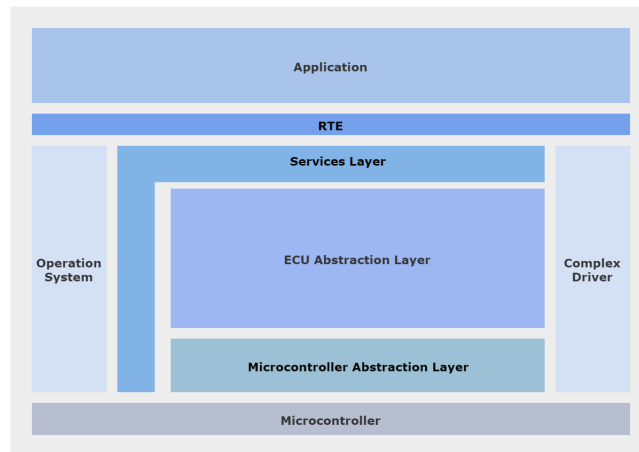 Application
RTE
Services Layer
Operation
System
ECU Abstraction Layer
Complex
Driver
Microcontroller Abstraction Layer
Microcontroller